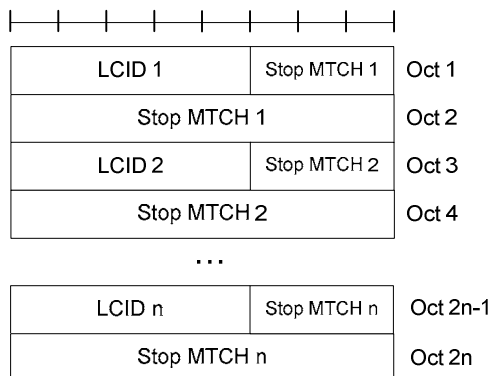 LCID 1 Stop MTCH 1 Oct 1
Stop MTCH 1 Oct 2
LCID 2 Stop MTCH 2 Oct 3
Stop MTCH 2 Oct 4
...
LCID n Stop MTCH n Oct 2n-1
Stop MTCH n Oct 2n